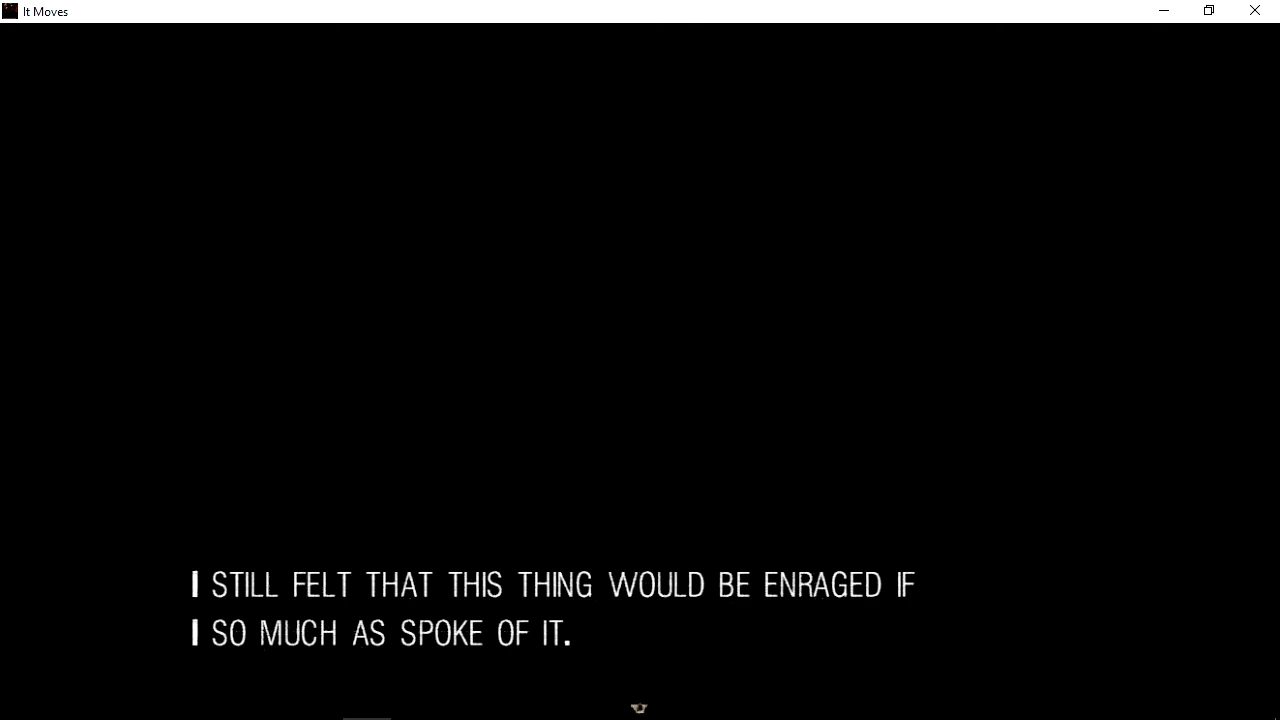 It Moves
I STILL FELT THAT THIS THING WOULD BE ENRAGED IF
I SO MUCH AS SPOKE OF IT.